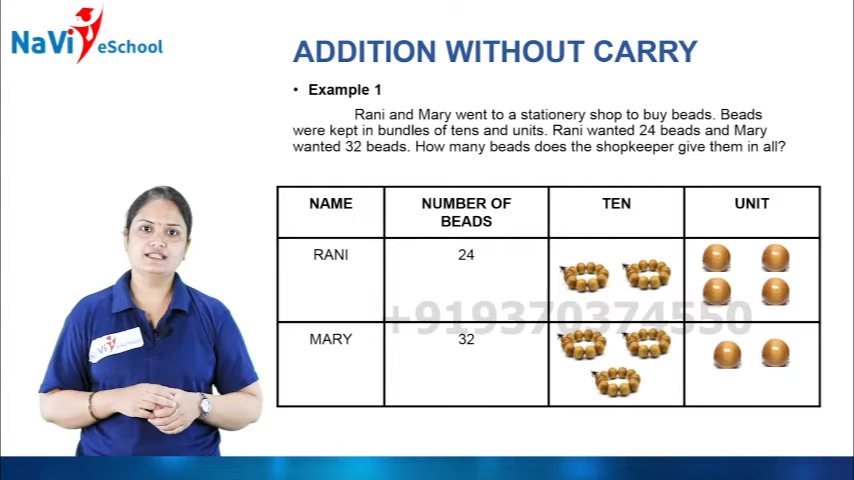 NaVi eSchool
ADDITION WITHOUT CARRY
• Example 1
Rani and Mary went to a stationery shop to buy beads. Beads
were kept in bundles of tens and units. Rani wanted 24 beads and Mary
wanted 32 beads. How many beads does the shopkeeper give them in all?
NAME NUMBER OF BEADS TEN UNIT
RANI 24
+919370374550
MARY 32
NaVi eSchool